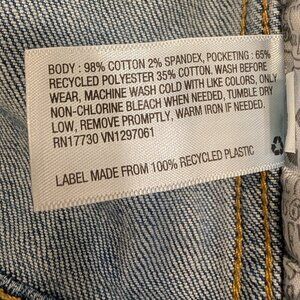 BODY : 98% COTTON 2% SPANDEX, POCKETING : 65%
RECYCLED POLYESTER 35% COTTON. WASH BEFORE
WEAR, MACHINE WASH COLD WITH LIKE COLORS, ONLY
NON-CHLORINE BLEACH WHEN NEEDED, TUMBLE DRY
LOW, REMOVE PROMPTLY, WARM IRON IF NEEDED.
RN17730 VN1297061
LABEL MADE FROM 100% RECYCLED PLASTIC